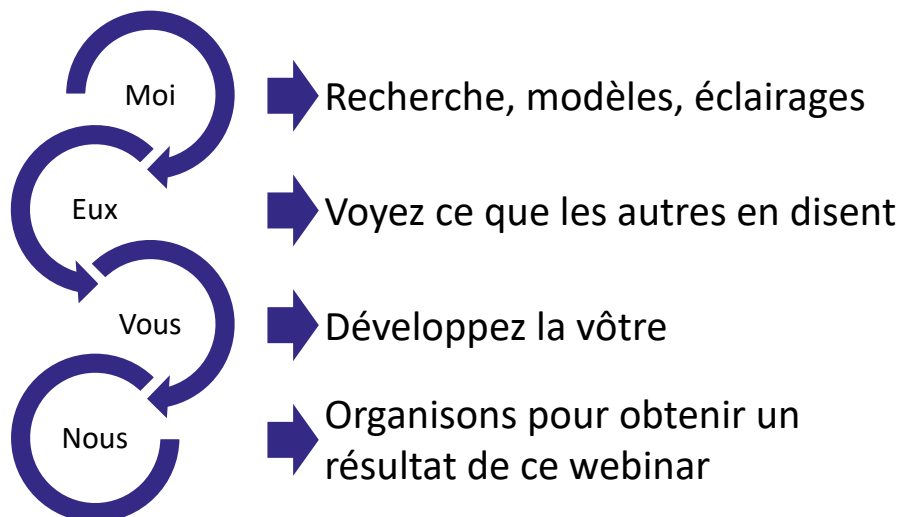 Moi
Recherche, modèles, éclairages
Eux
Voyez ce que les autres en disent
Vous
Développez la vôtre
Nous
Organisons pour obtenir un
résultat de ce webinar